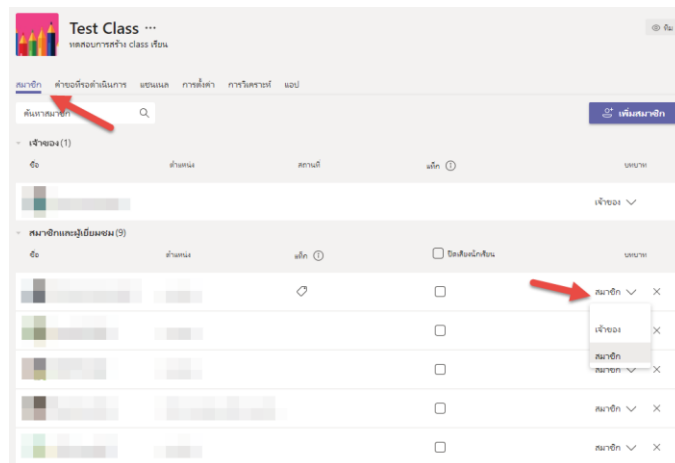 Test Class ...
ทดสอบการสร้าง class เรียน
ทีม
สมาชิก คำขอที่รอดำเนินการ แชนเนล การตั้งค่า การวิเคราะห์ แอป
ค้นหาสมาชิก
เพิ่มสมาชิก
เจ้าของ (1)
ชื่อ ตำแหน่ง สถานที่ แท็ก บทบาท
เจ้าของ
สมาชิกและผู้เยี่ยมชม (9)
ชื่อ ตำแหน่ง แท็ก ปิดเสียงนักเรียน บทบาท
สมาชิก
เจ้าของ
สมาชิก
สมาชิก
สมาชิก
สมาชิก